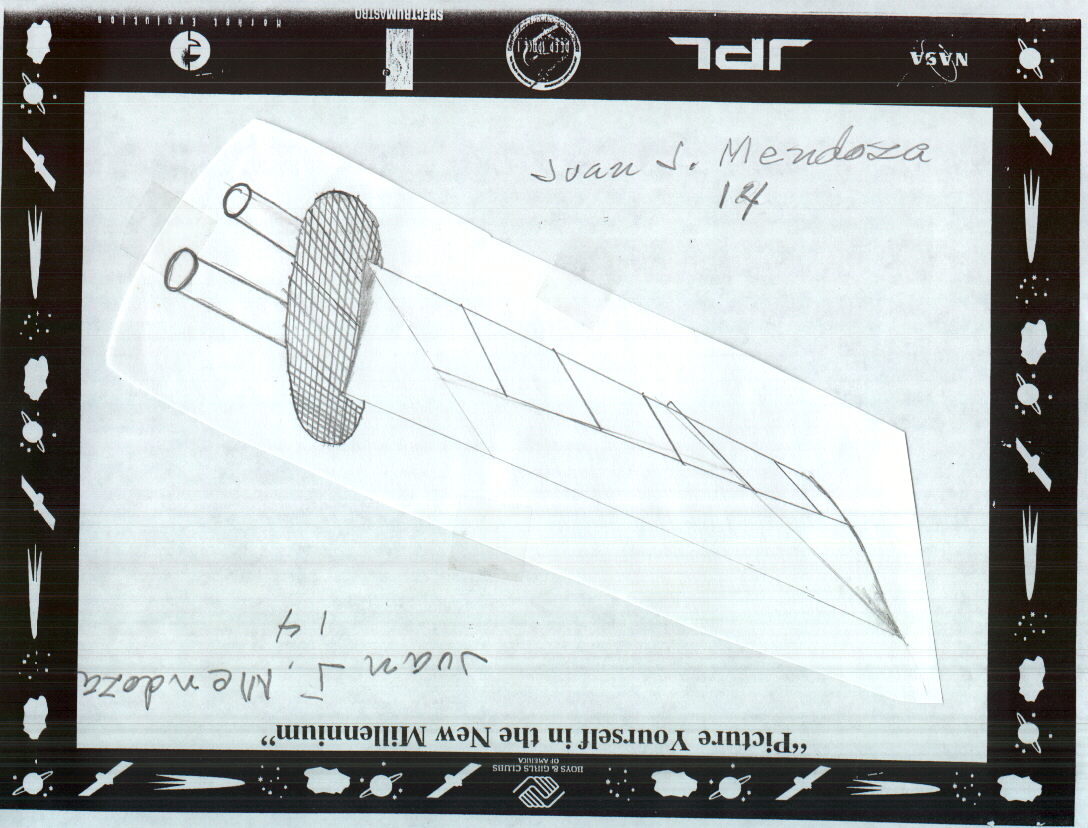 Mothet Evolution
SPECTRUMASTRO
DEEP SPACE 1
JPL
NASA
Juan J. Mendoza
14
14
Juan J. Mendoza
“Picture Yourself in the New Millennium”
BOYS & GIRLS CLUBS
OF AMERICA